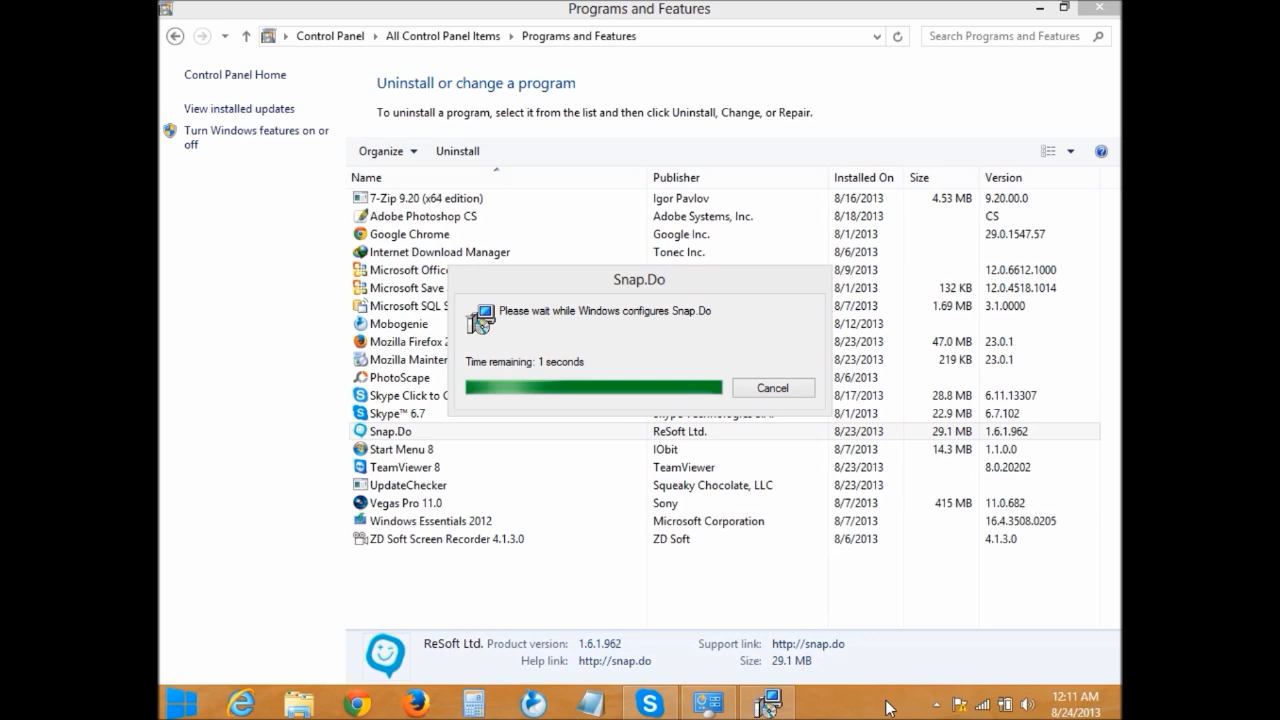 Programs and Features
Control Panel All Control Panel Items Programs and Features Search Programs and Features
Control Panel Home
View installed updates
Turn Windows features on or off
Uninstall or change a program
To uninstall a program, select it from the list and then click Uninstall, Change, or Repair.
Organize Uninstall
Name Publisher Installed On Size Version
7-Zip 9.20 (x64 edition) Igor Pavlov 8/16/2013 4.53 MB 9.20.00.0
Adobe Photoshop CS Adobe Systems, Inc. 8/18/2013 CS
Google Chrome Google Inc. 8/1/2013 29.0.1547.57
Internet Download Manager Tonec Inc. 8/6/2013
Microsoft Offic 8/9/2013 12.0.6612.1000
Microsoft Save 8/1/2013 132 KB 12.0.4518.1014
Microsoft SQL S 8/7/2013 1.69 MB 3.1.0000
Mobogenie 8/12/2013
Mozilla Firefox 2 8/23/2013 47.0 MB 23.0.1
Mozilla Mainter 8/23/2013 219 KB 23.0.1
PhotoScape 8/6/2013
Skype Click to C 8/17/2013 28.8 MB 6.11.13307
Skype™ 6.7 8/1/2013 22.9 MB 6.7.102
Snap.Do ReSoft Ltd. 8/23/2013 29.1 MB 1.6.1.962
Start Menu 8 IObit 8/7/2013 14.3 MB 1.1.0.0
TeamViewer 8 TeamViewer 8/23/2013 8.0.20202
UpdateChecker Squeaky Chocolate, LLC 8/23/2013
Vegas Pro 11.0 Sony 8/7/2013 415 MB 11.0.682
Windows Essentials 2012 Microsoft Corporation 8/7/2013 16.4.3508.0205
ZD Soft Screen Recorder 4.1.3.0 ZD Soft 8/6/2013 4.1.3.0
Snap.Do
Please wait while Windows configures Snap.Do
Time remaining: 1 seconds
Cancel
ReSoft Ltd. Product version: 1.6.1.962 Support link: http://snap.do
Help link: http://snap.do Size: 29.1 MB
12:11 AM
8/24/2013